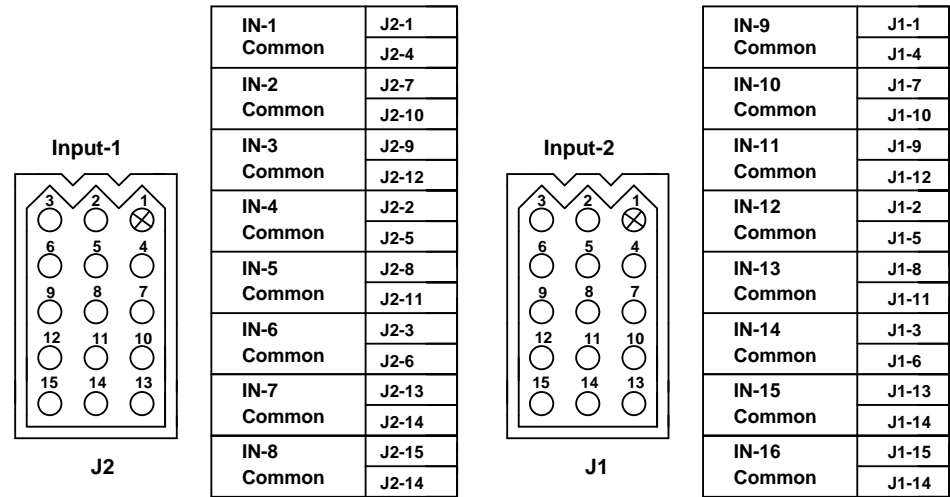 Input-1
3 2 1
6 5 4
9 8 7
12 11 10
15 14 13
J2
IN-1 J2-1
Common J2-4
IN-2 J2-7
Common J2-10
IN-3 J2-9
Common J2-12
IN-4 J2-2
Common J2-5
IN-5 J2-8
Common J2-11
IN-6 J2-3
Common J2-6
IN-7 J2-13
Common J2-14
IN-8 J2-15
Common J2-14
Input-2
3 2 1
6 5 4
9 8 7
12 11 10
15 14 13
J1
IN-9 J1-1
Common J1-4
IN-10 J1-7
Common J1-10
IN-11 J1-9
Common J1-12
IN-12 J1-2
Common J1-5
IN-13 J1-8
Common J1-11
IN-14 J1-3
Common J1-6
IN-15 J1-13
Common J1-14
IN-16 J1-15
Common J1-14